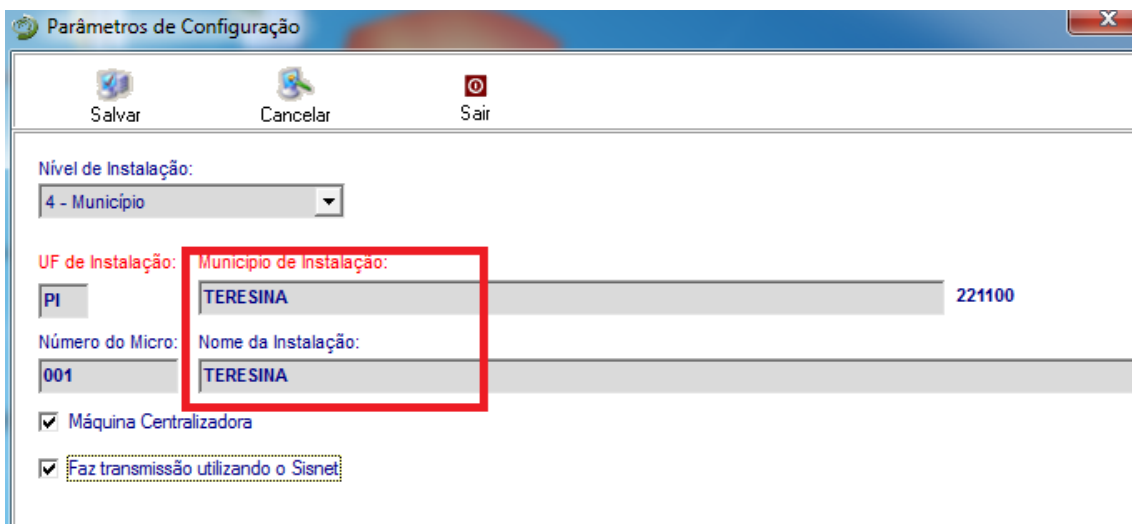 Parâmetros de Configuração
X
Salvar Cancelar Sair
Nível de Instalação:
4 - Município
UF de Instalação: Município de Instalação:
PI TERESINA 221100
Número do Micro: Nome da Instalação:
001 TERESINA
Máquina Centralizadora
Faz transmissão utilizando o Sisnet